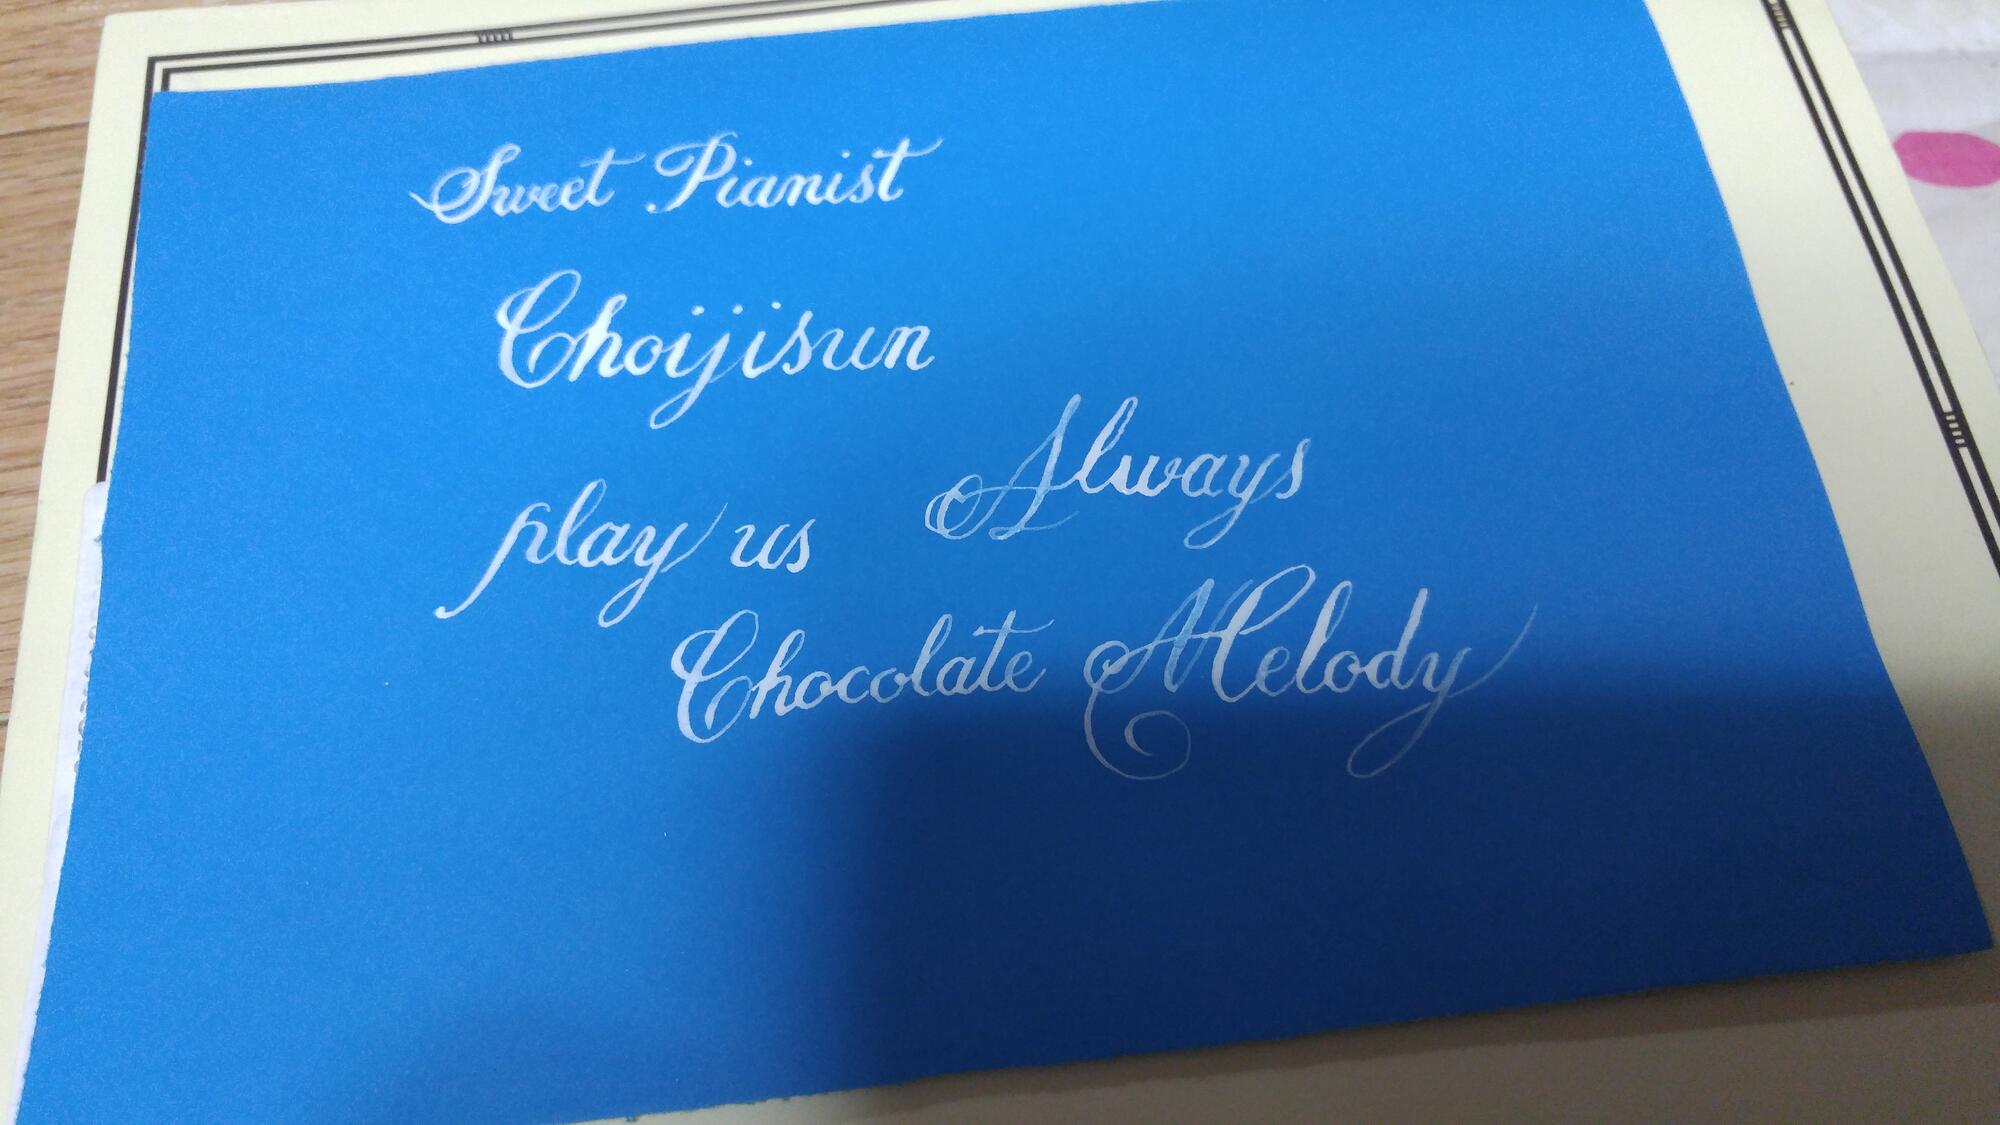 Sweet Pianist
Choijisun
Always
play us
Chocolate Melody